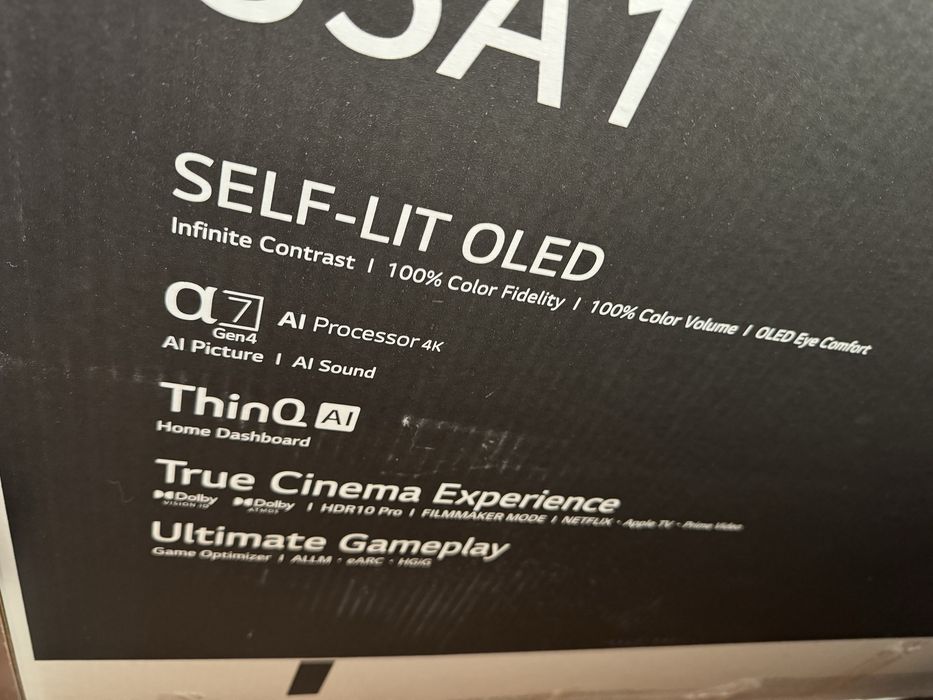 A1
SELF-LIT OLED
Infinite Contrast | 100% Color Fidelity | 100% Color Volume | OLED Eye Comfort
α7 Gen4 AI Processor 4K
AI Picture | AI Sound
ThinQ AI
Home Dashboard
True Cinema Experience
Dolby VISION IQ Dolby ATMOS | HDR10 Pro | FILMMAKER MODE | NETFLIX · Apple TV · Prime Video
Ultimate Gameplay
Game Optimizer | ALLM · eARC · HGiG